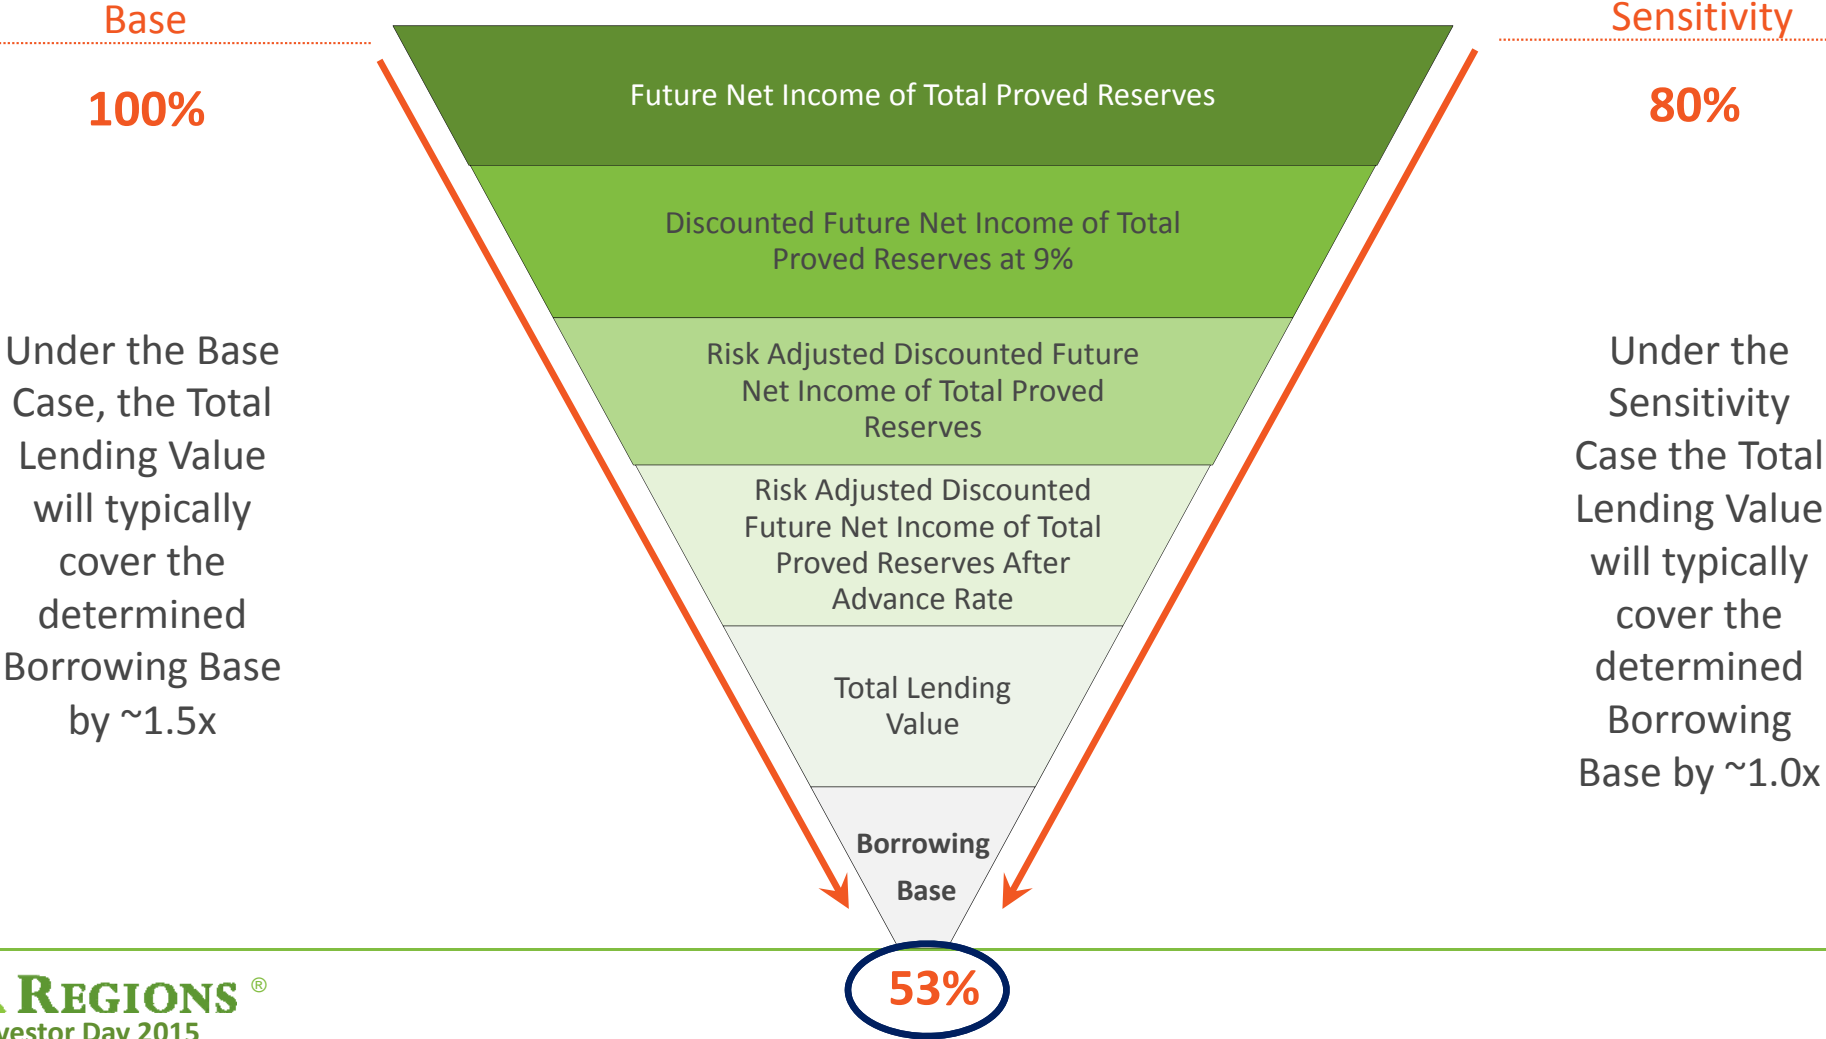 Base
100%
Under the Base
Case, the Total
Lending Value
will typically
cover the
determined
Borrowing Base
by ~1.5x
Future Net Income of Total Proved Reserves
Discounted Future Net Income of Total
Proved Reserves at 9%
Risk Adjusted Discounted Future
Net Income of Total Proved
Reserves
Risk Adjusted Discounted
Future Net Income of Total
Proved Reserves After
Advance Rate
Total Lending
Value
Borrowing
Base
53%
Sensitivity
80%
Under the
Sensitivity
Case the Total
Lending Value
will typically
cover the
determined
Borrowing
Base by ~1.0x
REGIONS ®
vestor Day 2015